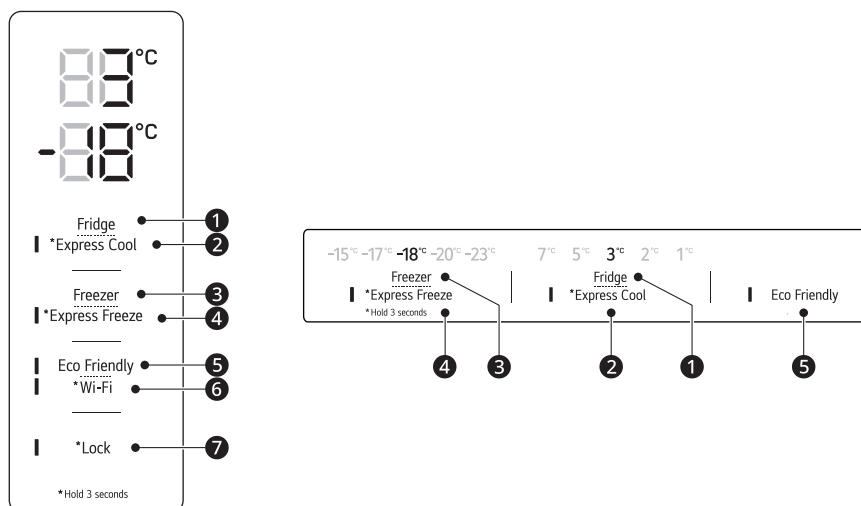 3°C
-18°C
Fridge
*Express Cool
Freezer
*Express Freeze
Eco Friendly
*Wi-Fi
*Lock
*Hold 3 seconds
1
2
3
4
5
6
7
-15°C -17°C -18°C -20°C -23°C
Freezer
*Express Freeze
*Hold 3 seconds
7°C 5°C 3°C 2°C 1°C
Fridge
*Express Cool
Eco Friendly
4 3 2 1 5